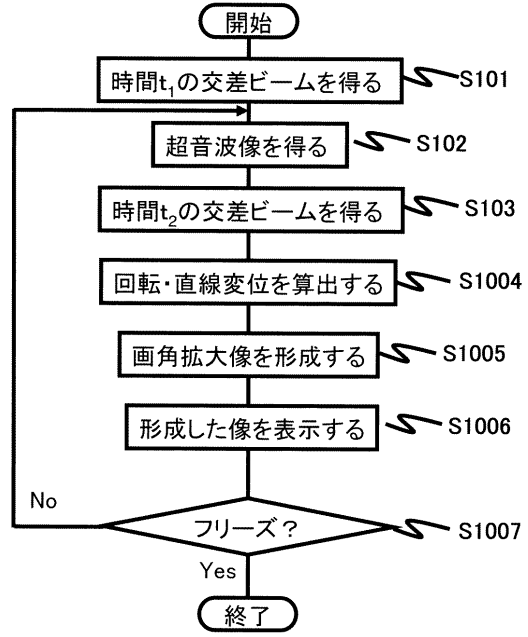 開始
時間t1の交差ビームを得る
S101
超音波像を得る
S102
時間t2の交差ビームを得る
S103
回転・直線変位を算出する
S1004
画角拡大像を形成する
S1005
形成した像を表示する
S1006
No
フリーズ?
S1007
Yes
終了